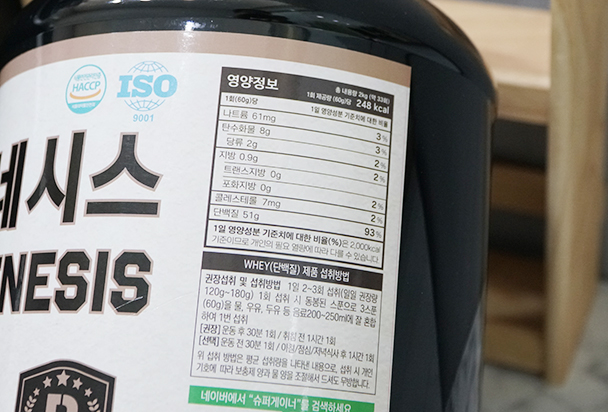 HACCP
ISO
9001
네시스
NESIS
영양정보
총 내용량 2kg (약 33회)
1회 제공량 (60g)당 248 kcal
1회(60g)당
1일 영양성분 기준치에 대한 비율
나트륨 61mg 3%
탄수화물 8g 3%
당류 2g 2%
지방 0.9g 2%
트랜스지방 0g
포화지방 0g
콜레스테롤 7mg 2%
단백질 51g 93%
1일 영양성분 기준치에 대한 비율(%)은 2,000kcal
기준이므로 개인의 필요 열량에 따라 다를 수 있습니다.
WHEY(단백질) 제품 섭취방법
권장섭취 및 섭취방법 1일 2~3회 섭취(일일 권장량
120g~180g) 1회 섭취 시 동봉된 스푼으로 3스푼
(60g)을 물, 우유, 두유 등 음료200~250ml에 잘 혼합
하여 1번 섭취
[권장] 운동 후 30분 1회 / 취침 전 1시간 1회
[선택] 운동 전 30분 1회 / 아침/점심/저녁식사 후 1시간 1회
위 섭취 방법은 평균 섭취량을 나타낸 내용으로, 섭취 시 개인
기호에 따라 보충제 양과 물 양을 조절해서 드셔도 무방합니다.
네이버에서 "슈퍼게이너"를 검색하세요